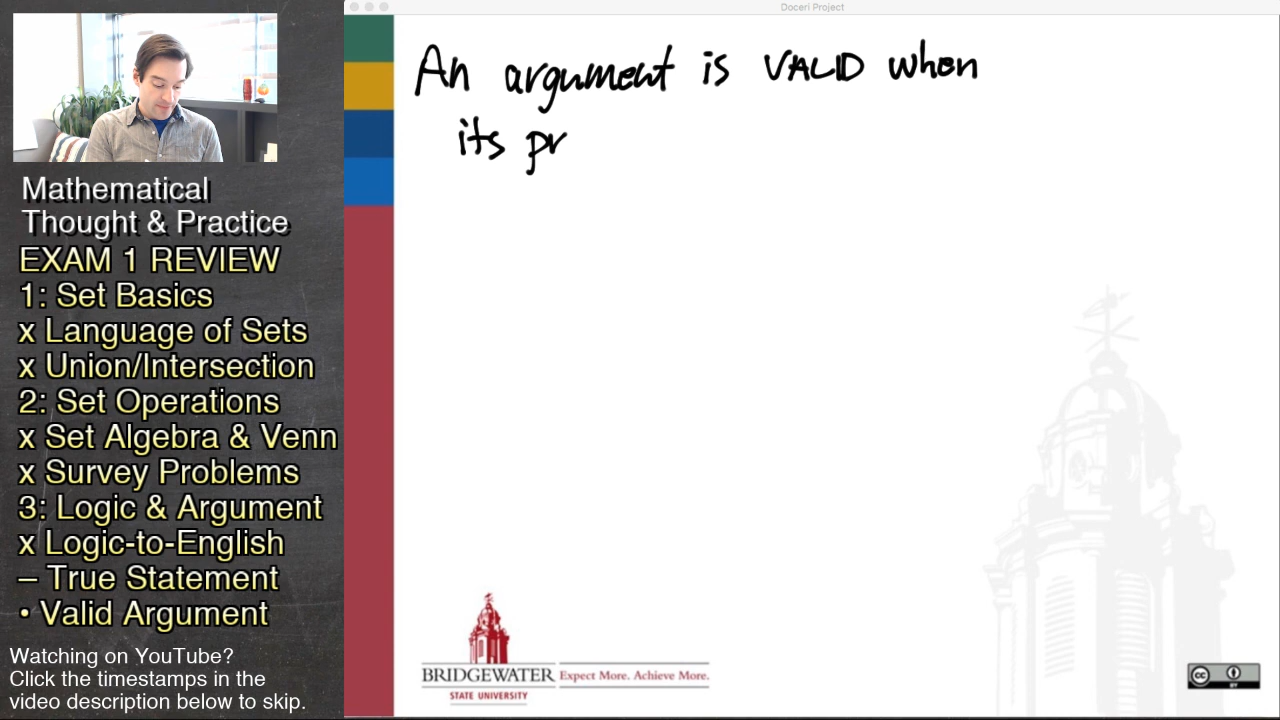 Doceri Project
An argument is VALID when
its pr
Mathematical
Thought & Practice
EXAM 1 REVIEW
1: Set Basics
x Language of Sets
x Union/Intersection
2: Set Operations
x Set Algebra & Venn
x Survey Problems
3: Logic & Argument
x Logic-to-English
– True Statement
• Valid Argument
Watching on YouTube?
Click the timestamps in the
video description below to skip.
BRIDGEWATER
STATE UNIVERSITY
Expect More. Achieve More.
cc
BY